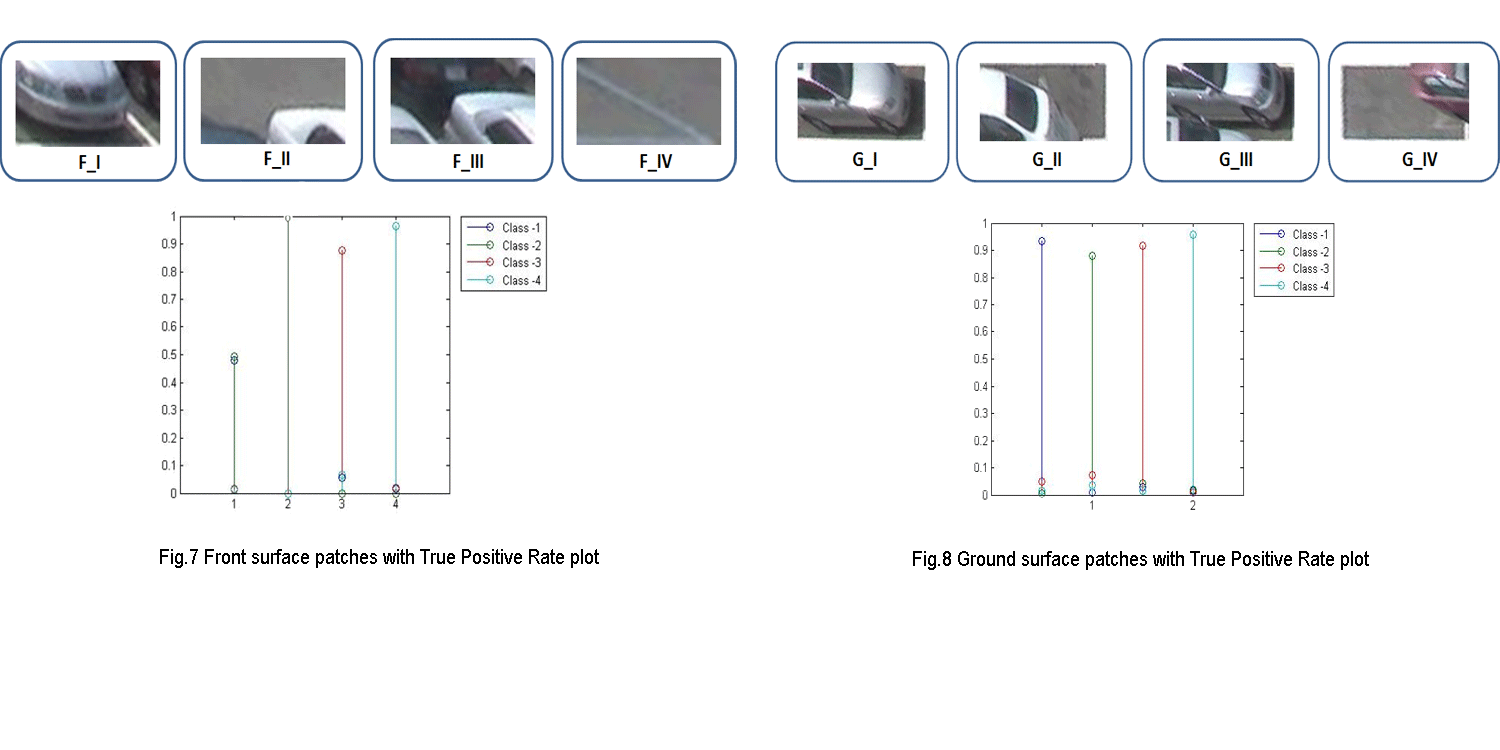 F_I
F_II
F_III
F_IV
G_I
G_II
G_III
G_IV
1
0.9
0.8
0.7
0.6
0.5
0.4
0.3
0.2
0.1
0
1 2 3 4
Class -1
Class -2
Class -3
Class -4
1
0.9
0.8
0.7
0.6
0.5
0.4
0.3
0.2
0.1
0
1 2
Class -1
Class -2
Class -3
Class -4
Fig.7 Front surface patches with True Positive Rate plot
Fig.8 Ground surface patches with True Positive Rate plot